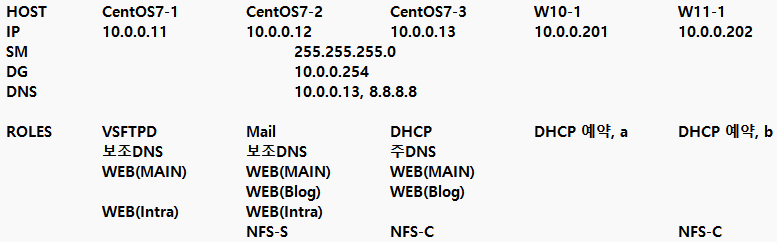 HOST CentOS7-1 CentOS7-2 CentOS7-3 W10-1 W11-1
IP 10.0.0.11 10.0.0.12 10.0.0.13 10.0.0.201 10.0.0.202
SM 255.255.255.0
DG 10.0.0.254
DNS 10.0.0.13, 8.8.8.8
ROLES VSFTPD Mail DHCP DHCP 예약, a DHCP 예약, b
보조DNS 보조DNS 주DNS
WEB(MAIN) WEB(MAIN) WEB(MAIN)
WEB(Blog) WEB(Blog)
WEB(Intra) WEB(Intra)
NFS-S NFS-C NFS-C